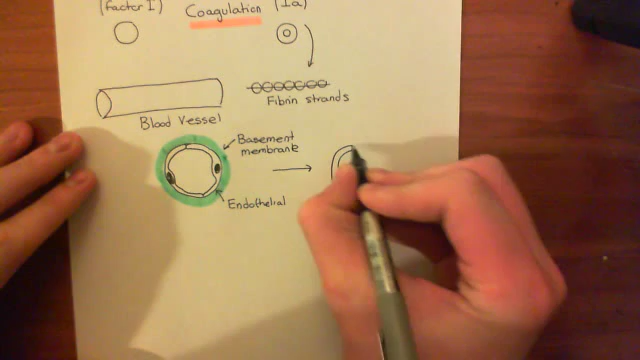 (factor I)
Coagulation
(Ia)
Fibrin strands
Blood Vessel
Basement
membrane
Endothelial